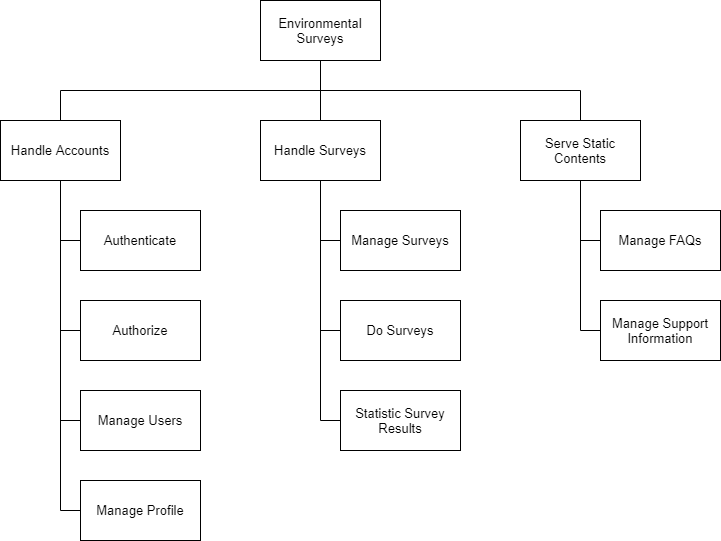 Environmental
Surveys
Handle Accounts
Handle Surveys
Serve Static
Contents
Authenticate
Manage Surveys
Manage FAQs
Authorize
Do Surveys
Manage Support
Information
Manage Users
Statistic Survey
Results
Manage Profile